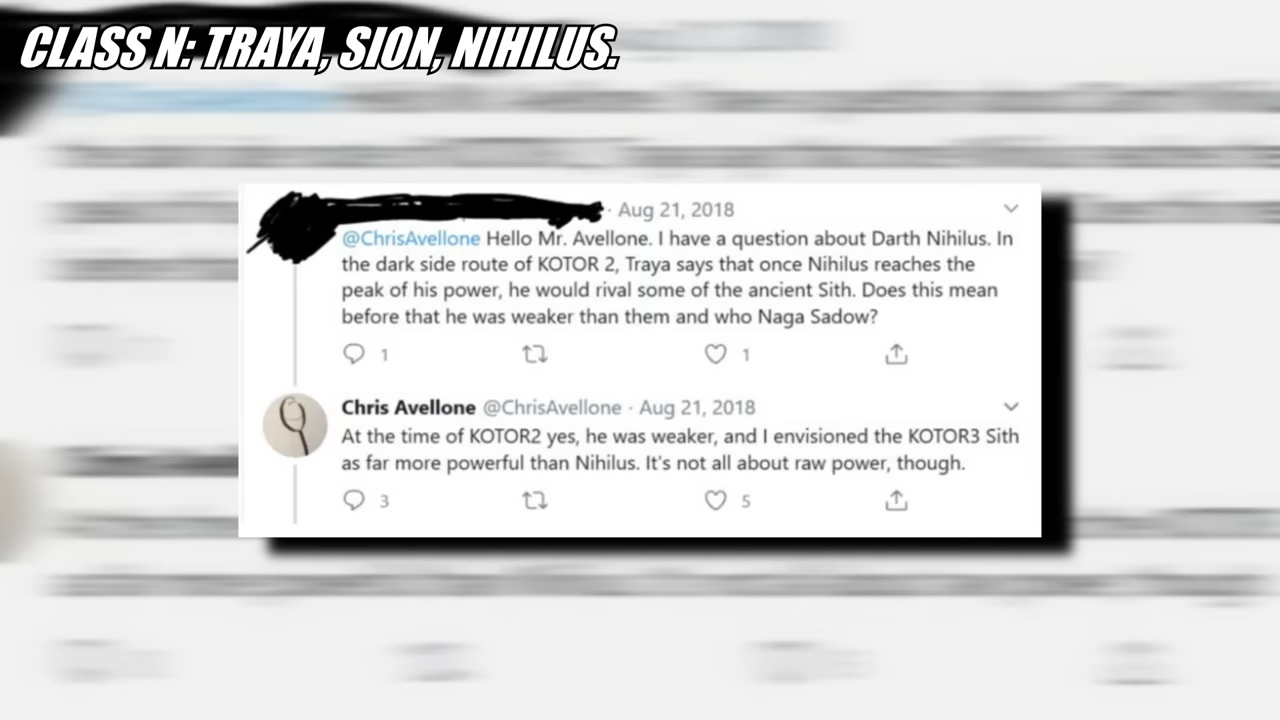 CLASS N: TRAYA, SION, NIHILUS.
· Aug 21, 2018
@ChrisAvellone Hello Mr. Avellone. I have a question about Darth Nihilus. In
the dark side route of KOTOR 2, Traya says that once Nihilus reaches the
peak of his power, he would rival some of the ancient Sith. Does this mean
before that he was weaker than them and who Naga Sadow?
1 1
Chris Avellone @ChrisAvellone · Aug 21, 2018
At the time of KOTOR2 yes, he was weaker, and I envisioned the KOTOR3 Sith
as far more powerful than Nihilus. It's not all about raw power, though.
3 5